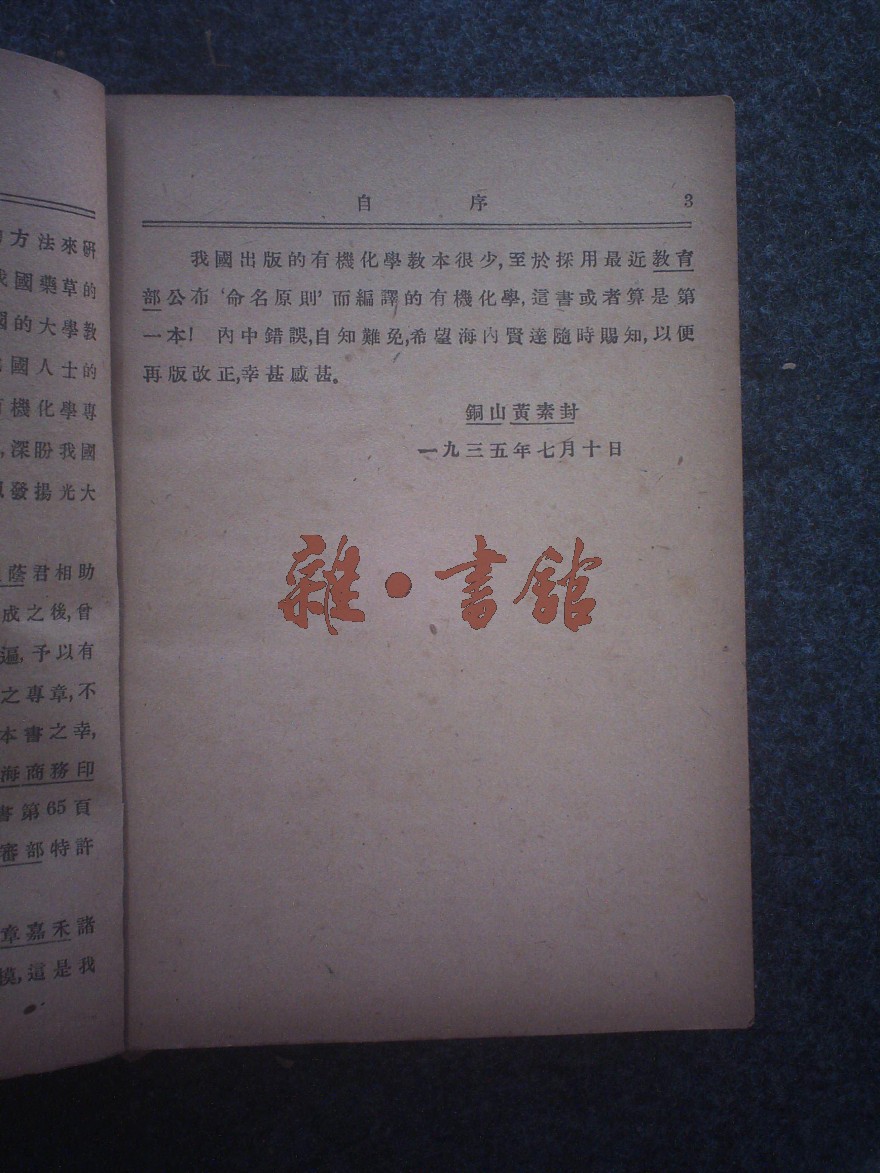 方法來硏
國藥草的
國的大學教
國人士的
機化學專
,深盼我國
發揚光大
蔭君相助
成之後,曾
逼,予以有
之專章,不
本書之幸,
海商務印
書第65頁
審部特許
章嘉禾諸
模,這是我
自 序 3
我國出版的有機化學教本很少,至於採用最近教育
部公布‘命名原則’而編譯的有機化學,這書或者算是第
一本! 內中錯誤,自知難免,希望海內賢達隨時賜知,以便
再版改正,幸甚感甚。
銅山黃素封
一九三五年七月十日
雜·書館